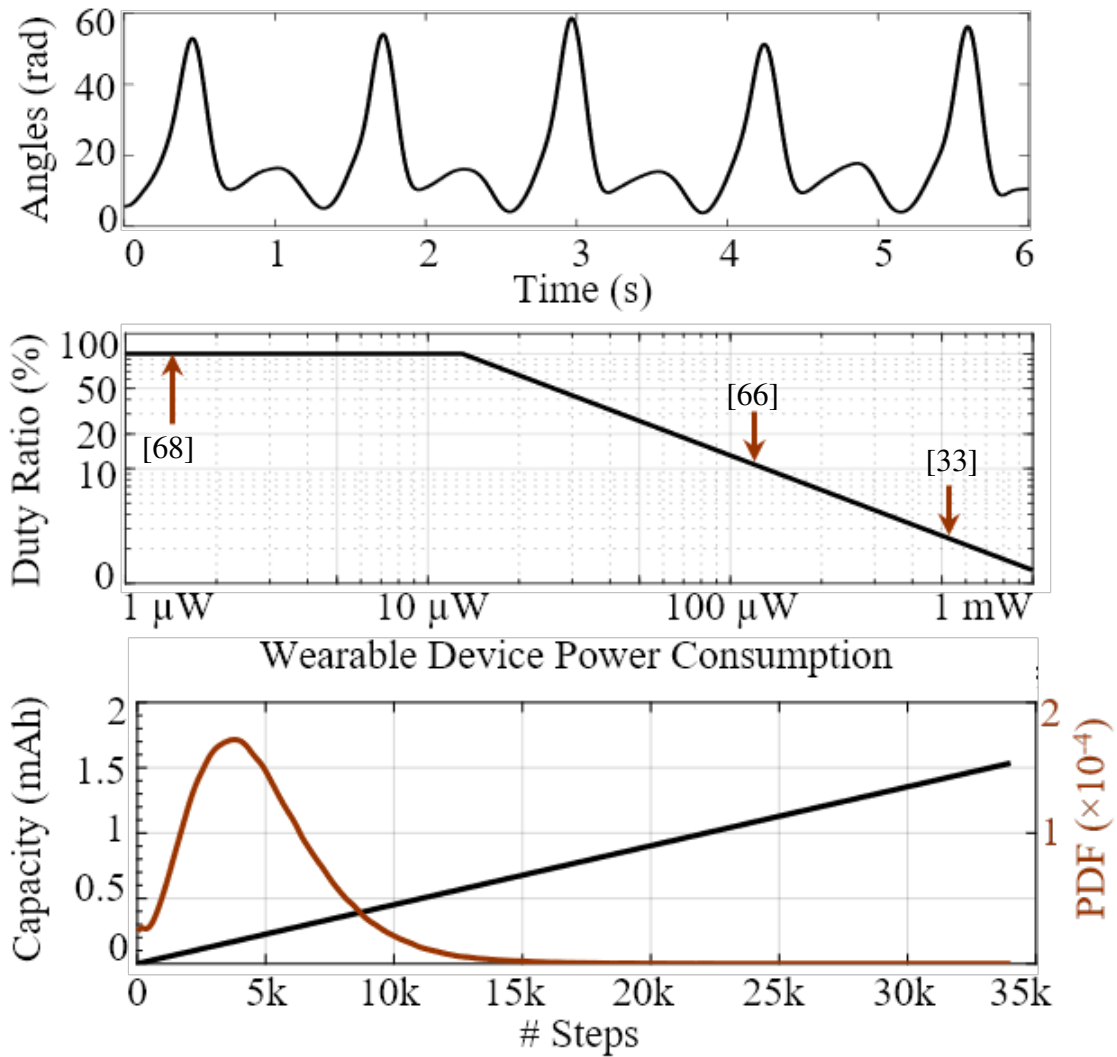 Angles (rad)
60
40
20
0
0 1 2 3 4 5 6
Time (s)
Duty Ratio (%)
100
50
20
10
0
[68]
[66]
[33]
1 µW 10 µW 100 µW 1 mW
Wearable Device Power Consumption
Capacity (mAh)
2
1.5
1
0.5
0
2
1
PDF (×10⁻⁴)
0 5k 10k 15k 20k 25k 30k 35k
# Steps